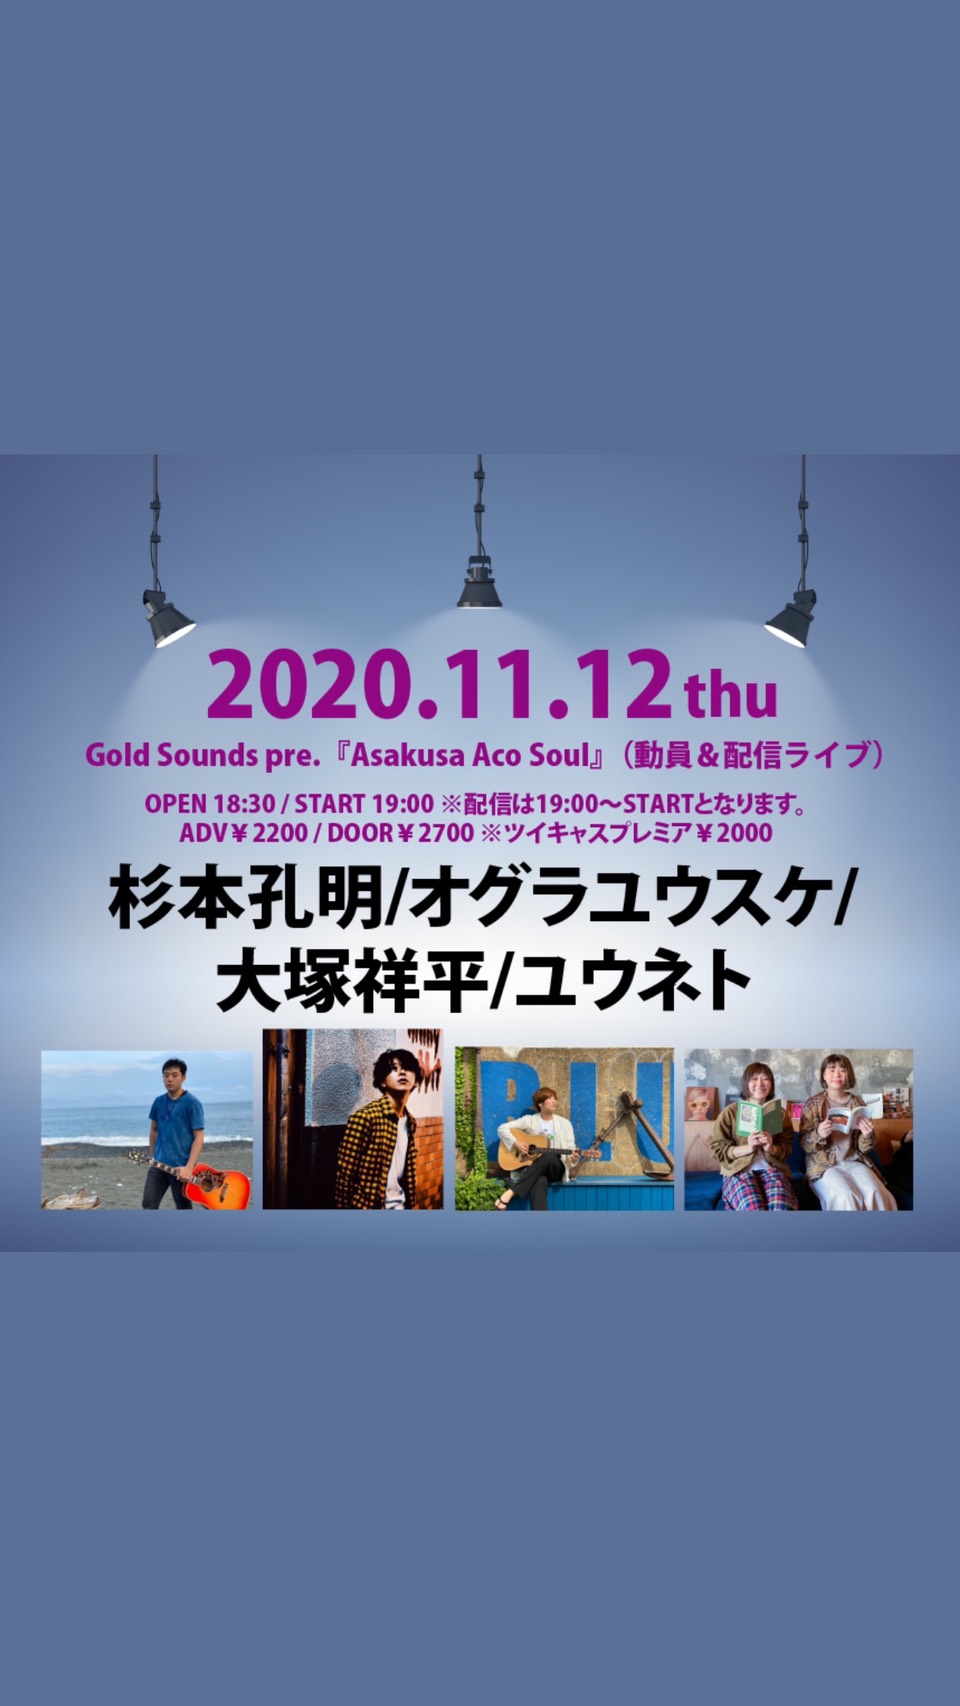 2020.11.12 thu
Gold Sounds pre.『Asakusa Aco Soul』（動員＆配信ライブ）
OPEN 18:30 / START 19:00 ※配信は19:00〜STARTとなります。
ADV￥2200 / DOOR￥2700 ※ツイキャスプレミア￥2000
杉本孔明/オグラユウスケ/
大塚祥平/ユウネト